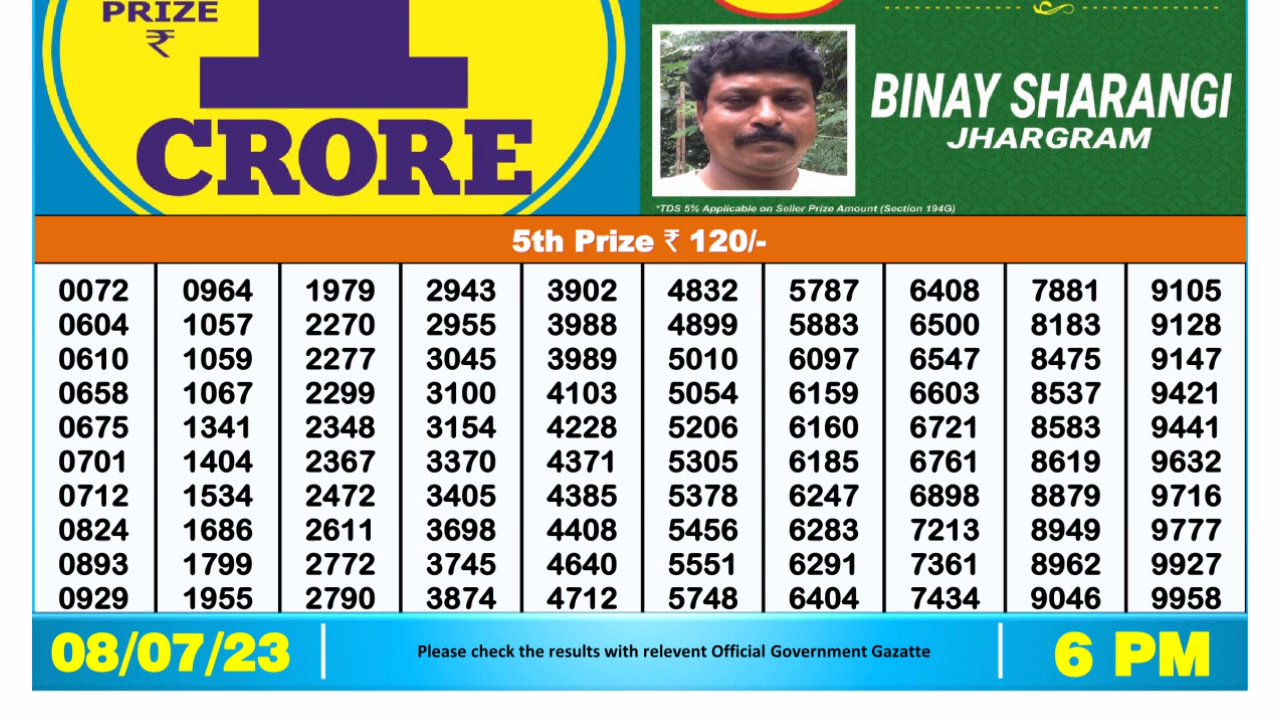 PRIZE
₹
1
CRORE
BINAY SHARANGI
JHARGRAM
*TDS 5% Applicable on Seller Prize Amount (Section 194G)
5th Prize ₹ 120/-
0072 0964 1979 2943 3902 4832 5787 6408 7881 9105
0604 1057 2270 2955 3988 4899 5883 6500 8183 9128
0610 1059 2277 3045 3989 5010 6097 6547 8475 9147
0658 1067 2299 3100 4103 5054 6159 6603 8537 9421
0675 1341 2348 3154 4228 5206 6160 6721 8583 9441
0701 1404 2367 3370 4371 5305 6185 6761 8619 9632
0712 1534 2472 3405 4385 5378 6247 6898 8879 9716
0824 1686 2611 3698 4408 5456 6283 7213 8949 9777
0893 1799 2772 3745 4640 5551 6291 7361 8962 9927
0929 1955 2790 3874 4712 5748 6404 7434 9046 9958
08/07/23
Please check the results with relevent Official Government Gazatte
6 PM